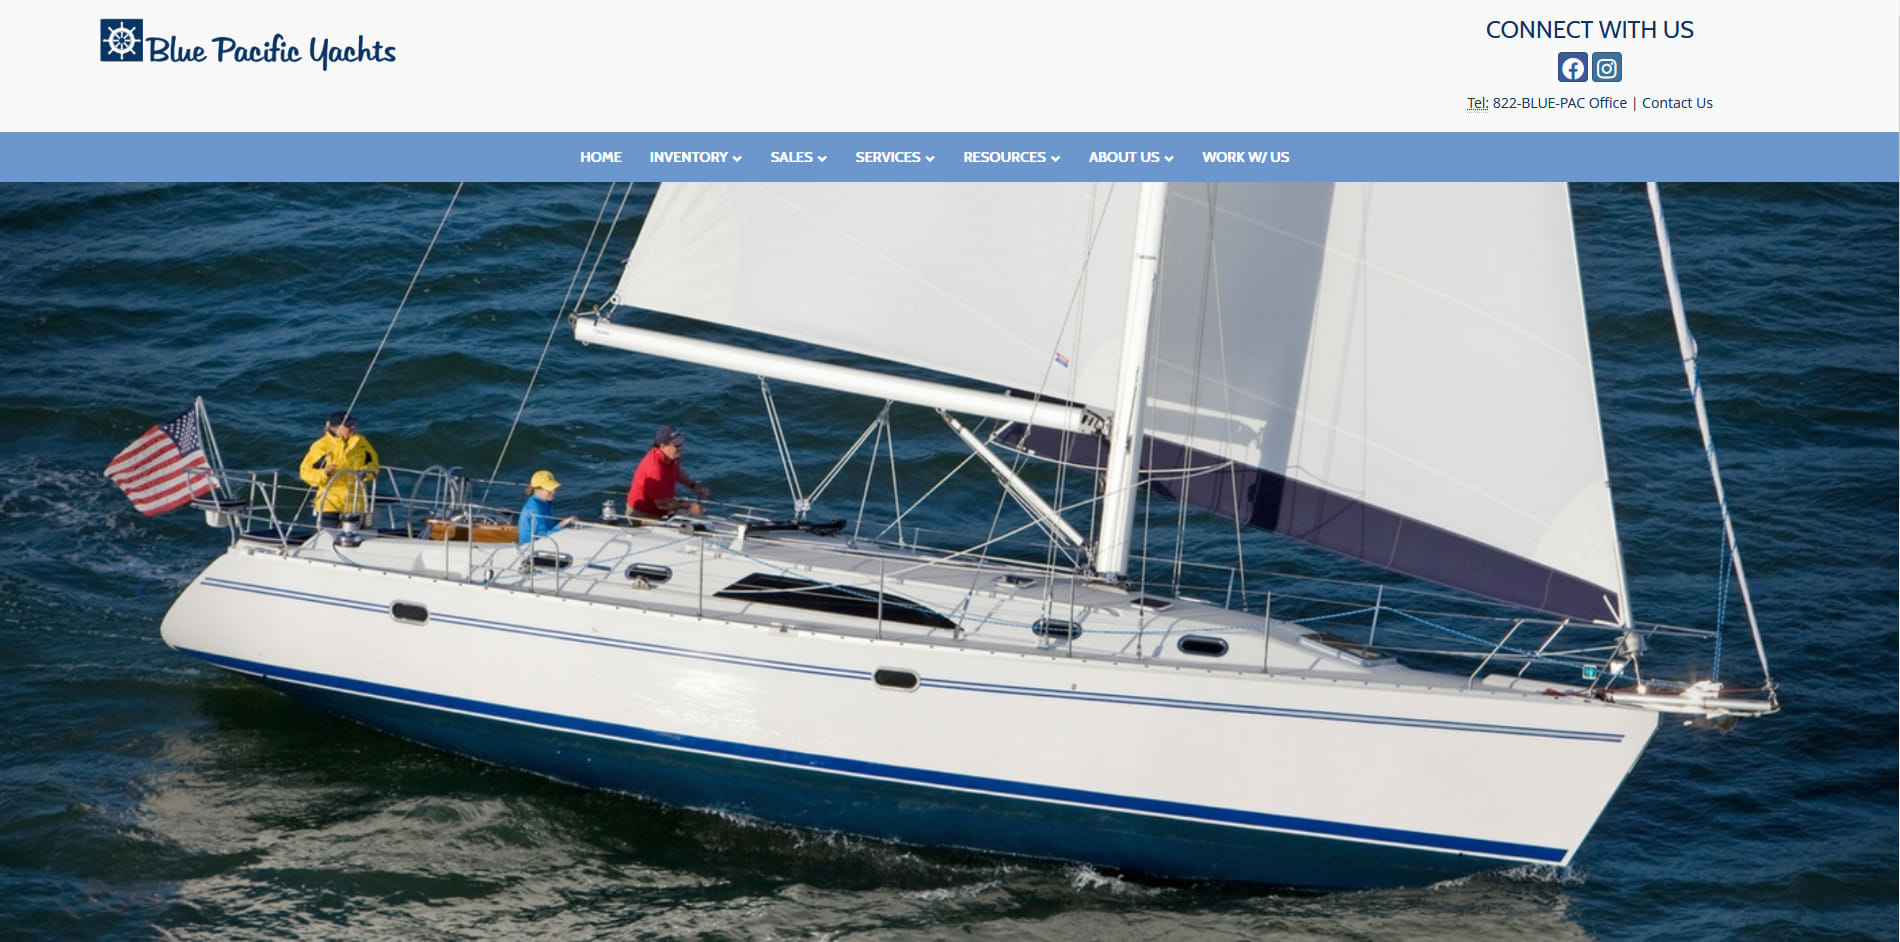 Blue Pacific Yachts
CONNECT WITH US
Tel: 822-BLUE-PAC Office | Contact Us
HOME INVENTORY SALES SERVICES RESOURCES ABOUT US WORK W/ US